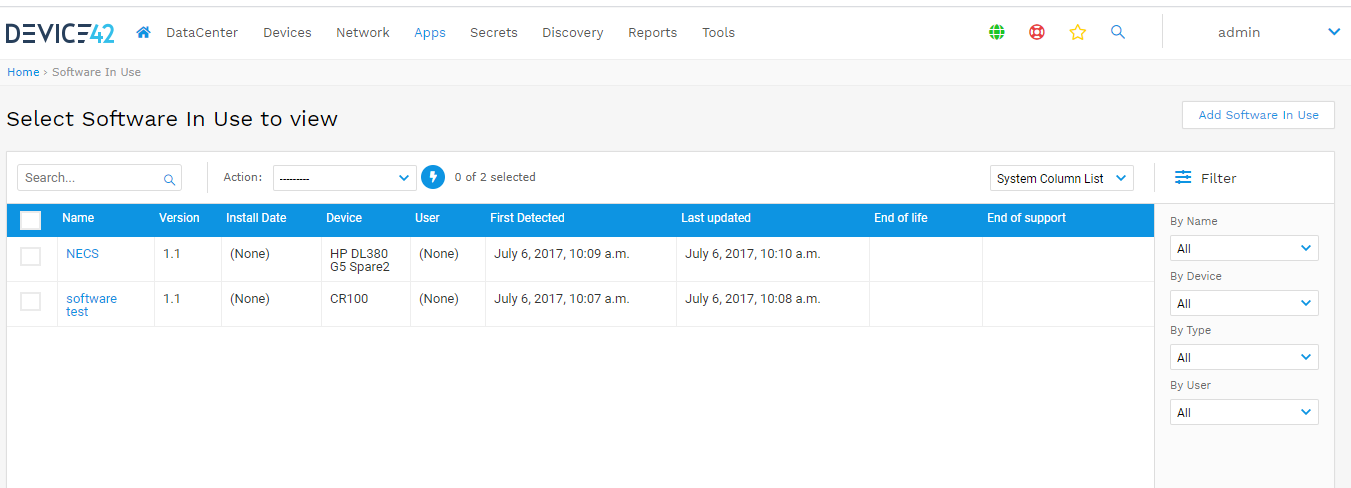 DEVICE42 DataCenter Devices Network Apps Secrets Discovery Reports Tools admin
Home › Software In Use
Select Software In Use to view
Add Software In Use
Search... Action: --------- 0 of 2 selected System Column List Filter
Name Version Install Date Device User First Detected Last updated End of life End of support
NECS 1.1 (None) HP DL380 (None) July 6, 2017, 10:09 a.m. July 6, 2017, 10:10 a.m.
G5 Spare2
software 1.1 (None) CR100 (None) July 6, 2017, 10:07 a.m. July 6, 2017, 10:08 a.m.
test
By Name
All
By Device
All
By Type
All
By User
All